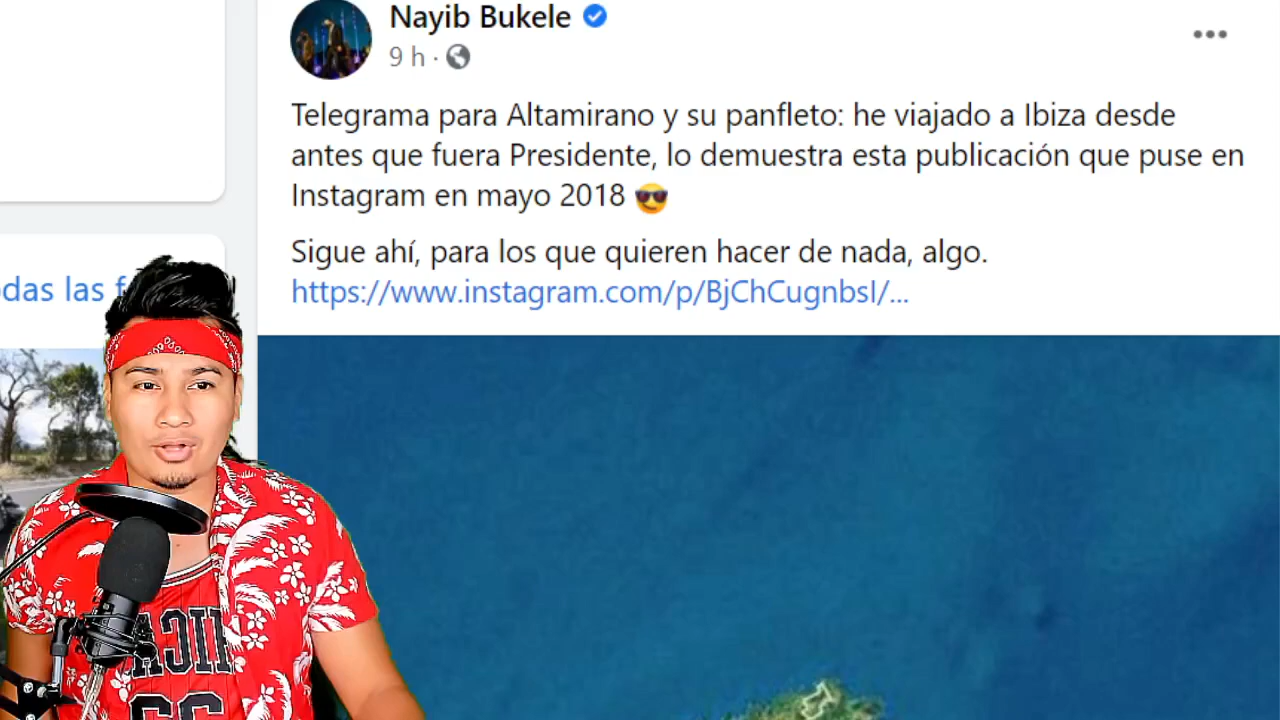 Nayib Bukele
9 h ·
Telegrama para Altamirano y su panfleto: he viajado a Ibiza desde
antes que fuera Presidente, lo demuestra esta publicación que puse en
Instagram en mayo 2018 😎
Sigue ahí, para los que quieren hacer de nada, algo.
https://www.instagram.com/p/BjChCugnbsI/...
das las f